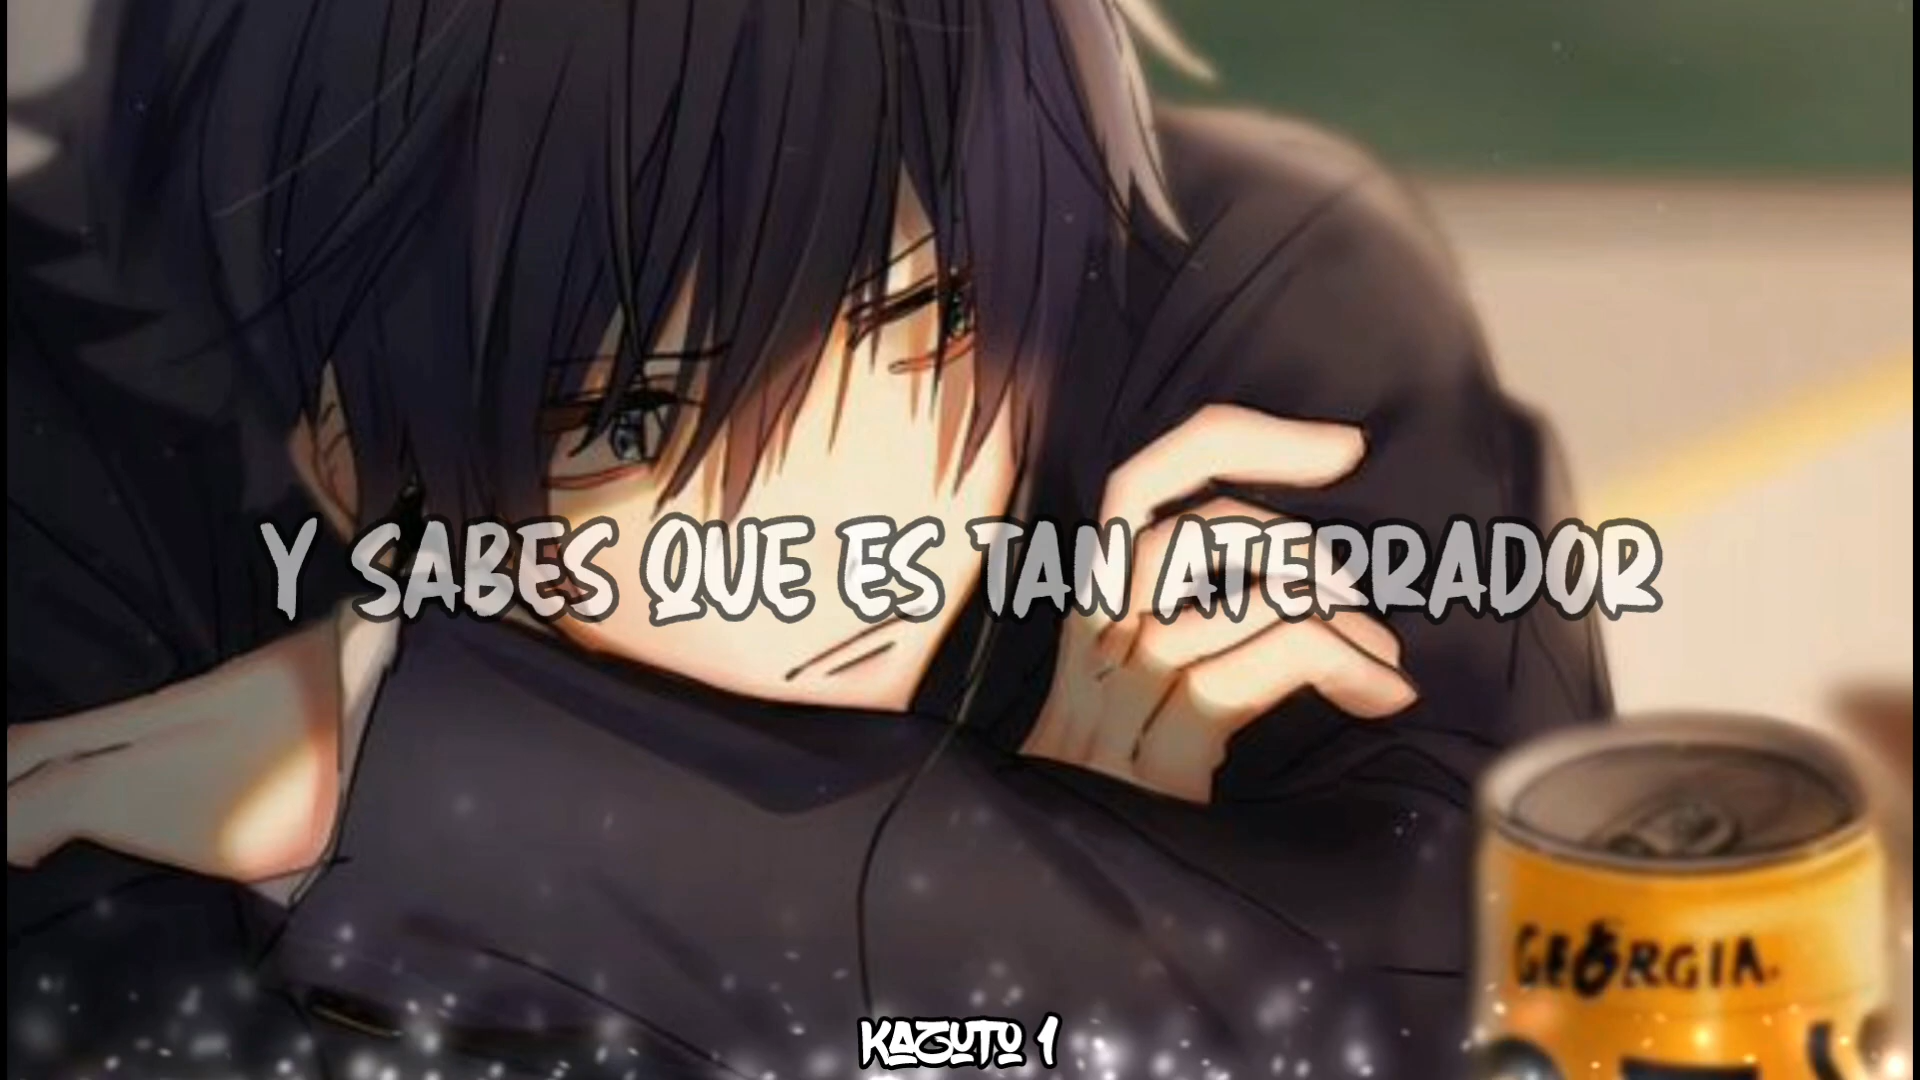 Y SABES QUE ES TAN ATERRADOR
GEORGIA.
KAZUTO 1